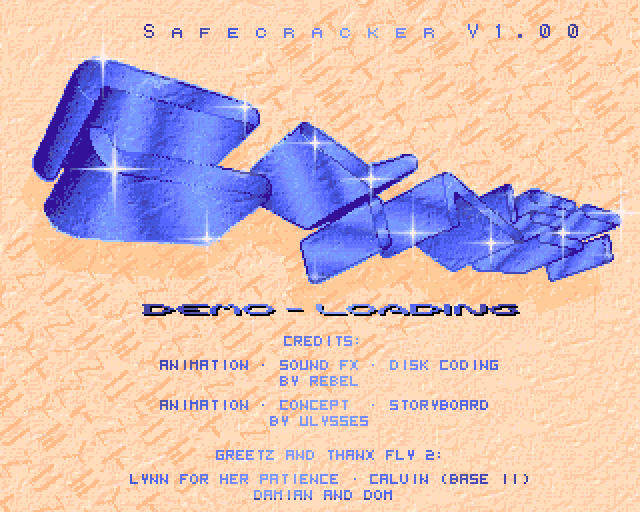 SAFECRACKER V1.00
DEMO - LOADING
CREDITS:
ANIMATION · SOUND FX · DISK CODING
BY REBEL
ANIMATION · CONCEPT · STORYBOARD
BY ULYSSES
GREETZ AND THANX FLY 2:
LYNN FOR HER PATIENCE · CALVIN (BASE II)
DAMIAN AND DOM